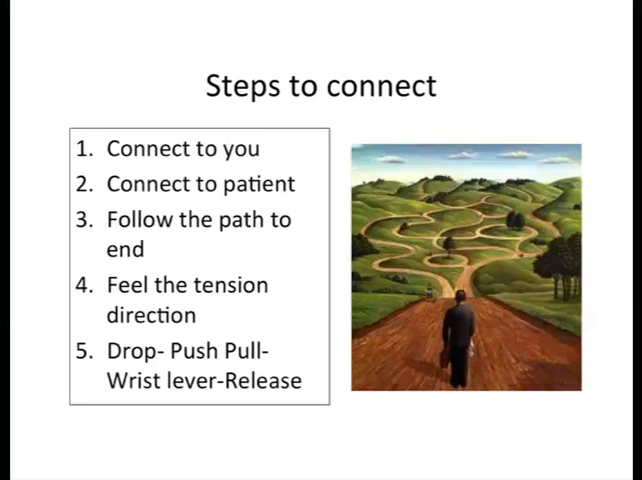 Steps to connect
1. Connect to you
2. Connect to patient
3. Follow the path to
end
4. Feel the tension
direction
5. Drop- Push Pull-
Wrist lever-Release